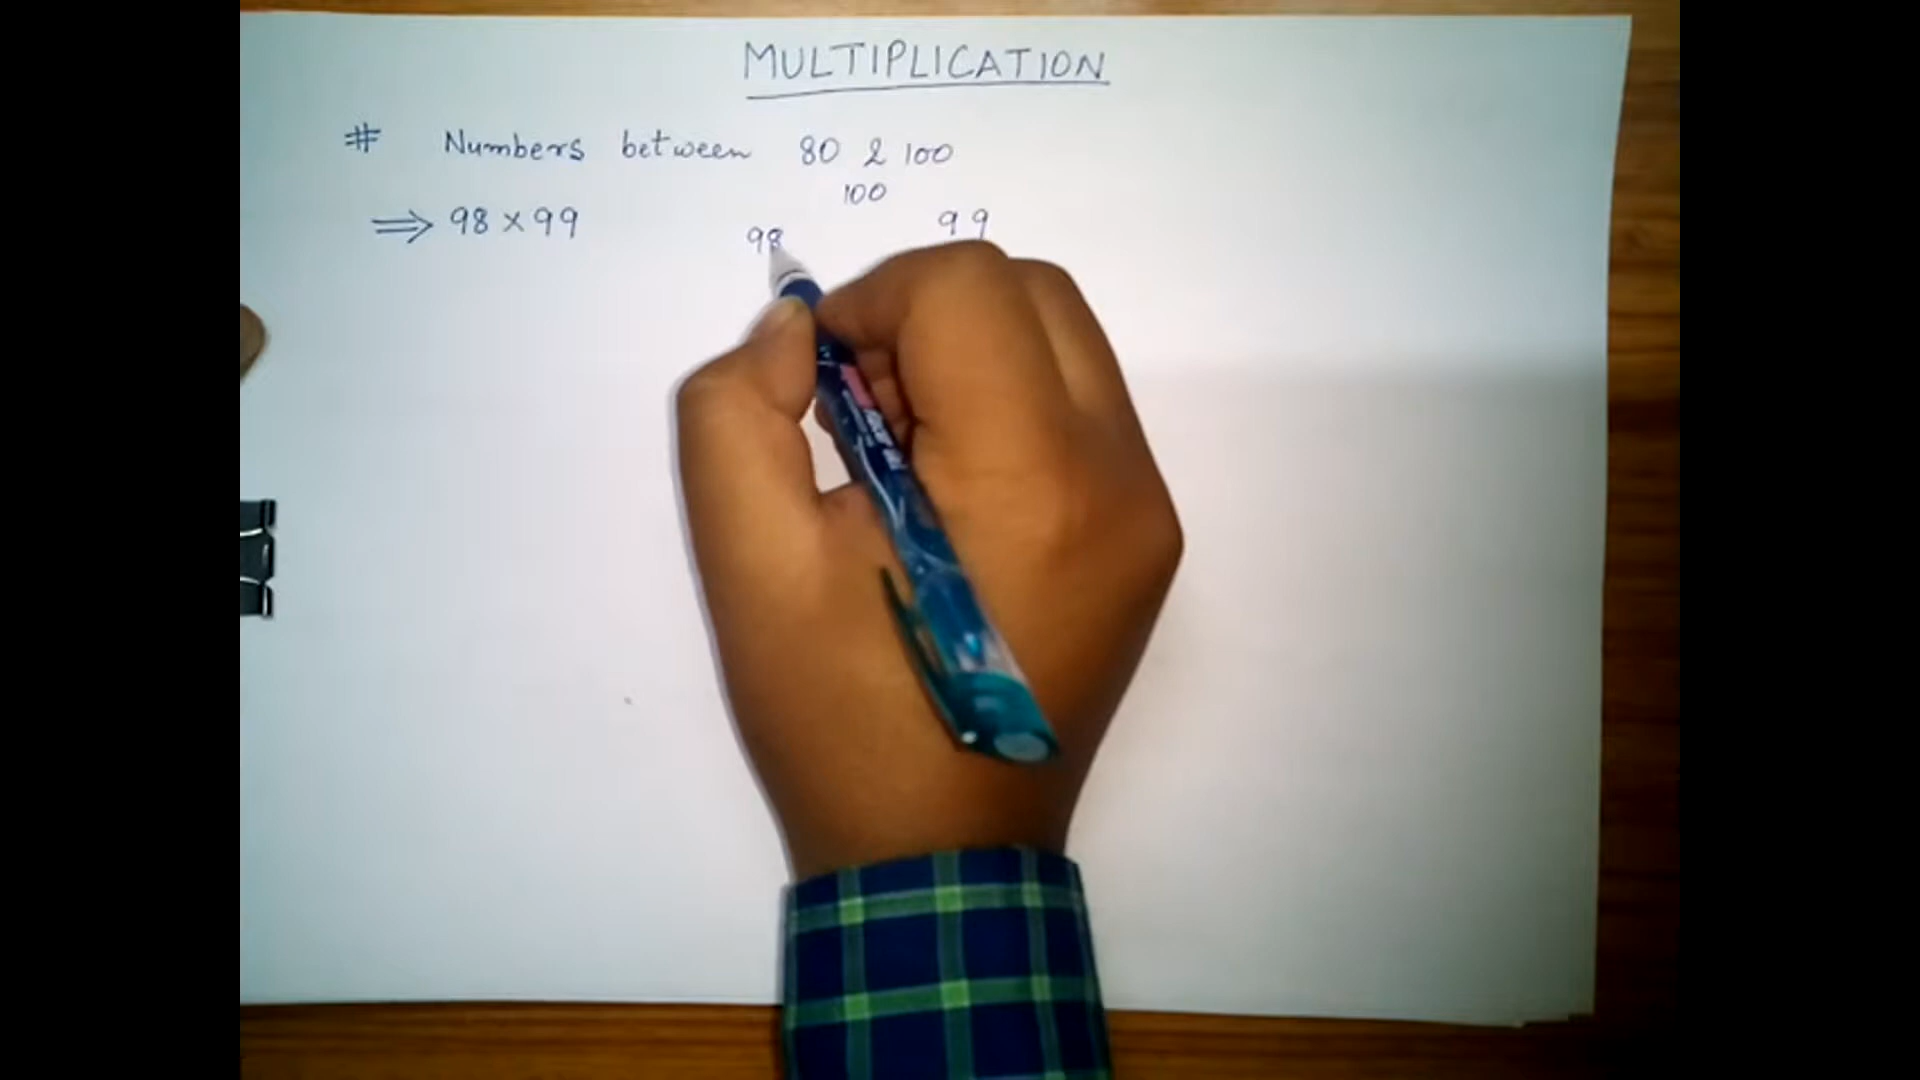 MULTIPLICATION
# Numbers between 80 & 100
100
⇒ 98 × 99
98 99